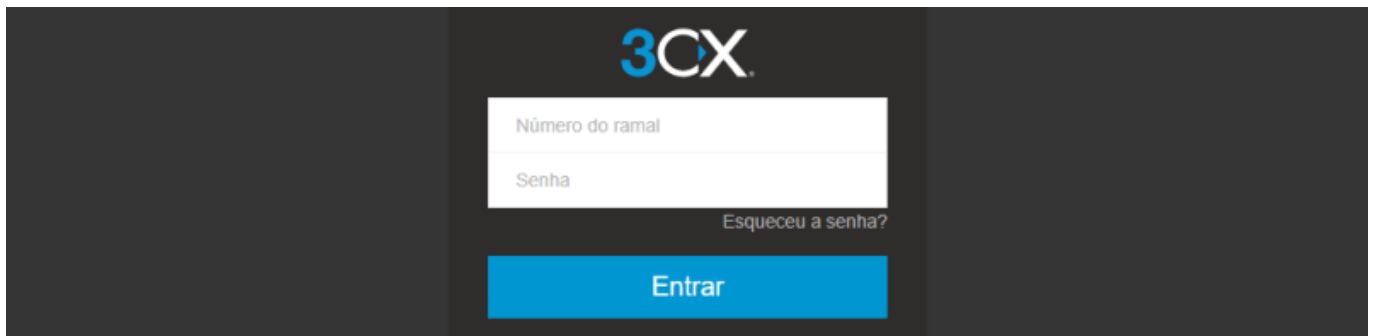 3CX
Número do ramal
Senha
Esqueceu a senha?
Entrar